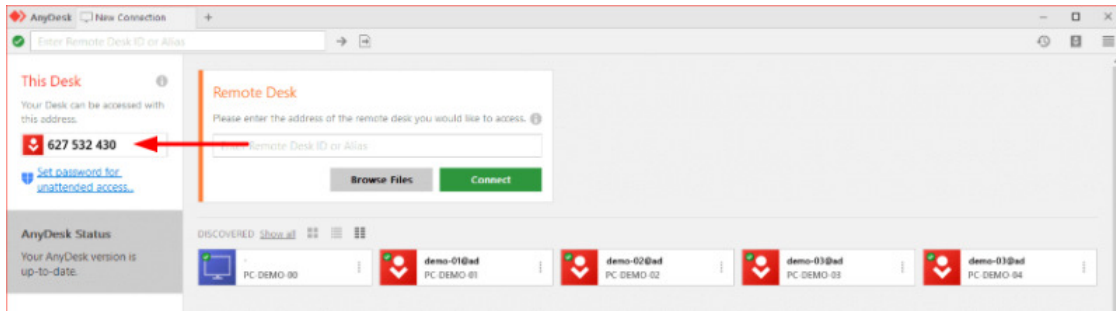 AnyDesk New Connection +
Enter Remote Desk ID or Alias
This Desk
Your Desk can be accessed with
this address.
627 532 430
Set password for
unattended access...
AnyDesk Status
Your AnyDesk version is
up-to-date.
Remote Desk
Please enter the address of the remote desk you would like to access.
Remote Desk ID or Alias
Browse Files Connect
DISCOVERED Show all
PC-DEMO-00
demo-01@ad
PC-DEMO-01
demo-02@ad
PC-DEMO-02
demo-03@ad
PC-DEMO-03
demo-03@ad
PC-DEMO-04